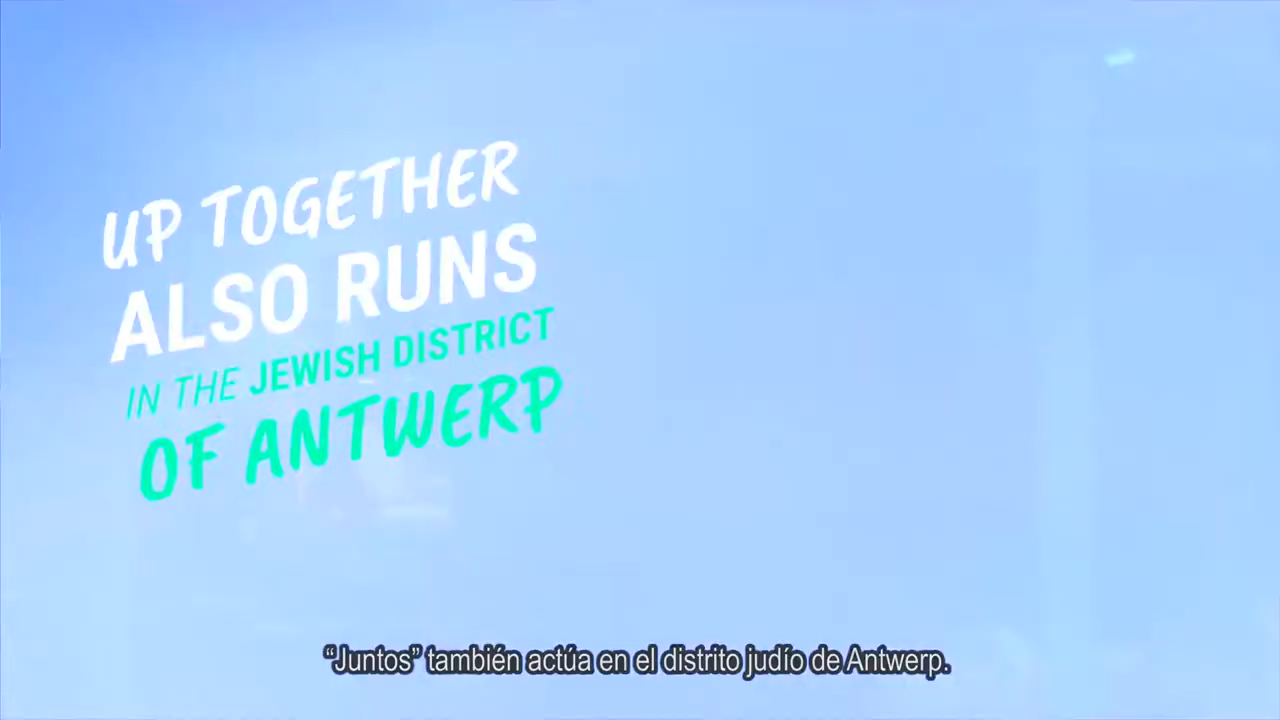 UP TOGETHER
ALSO RUNS
IN THE JEWISH DISTRICT
OF ANTWERP
“Juntos” también actúa en el distrito judío de Antwerp.